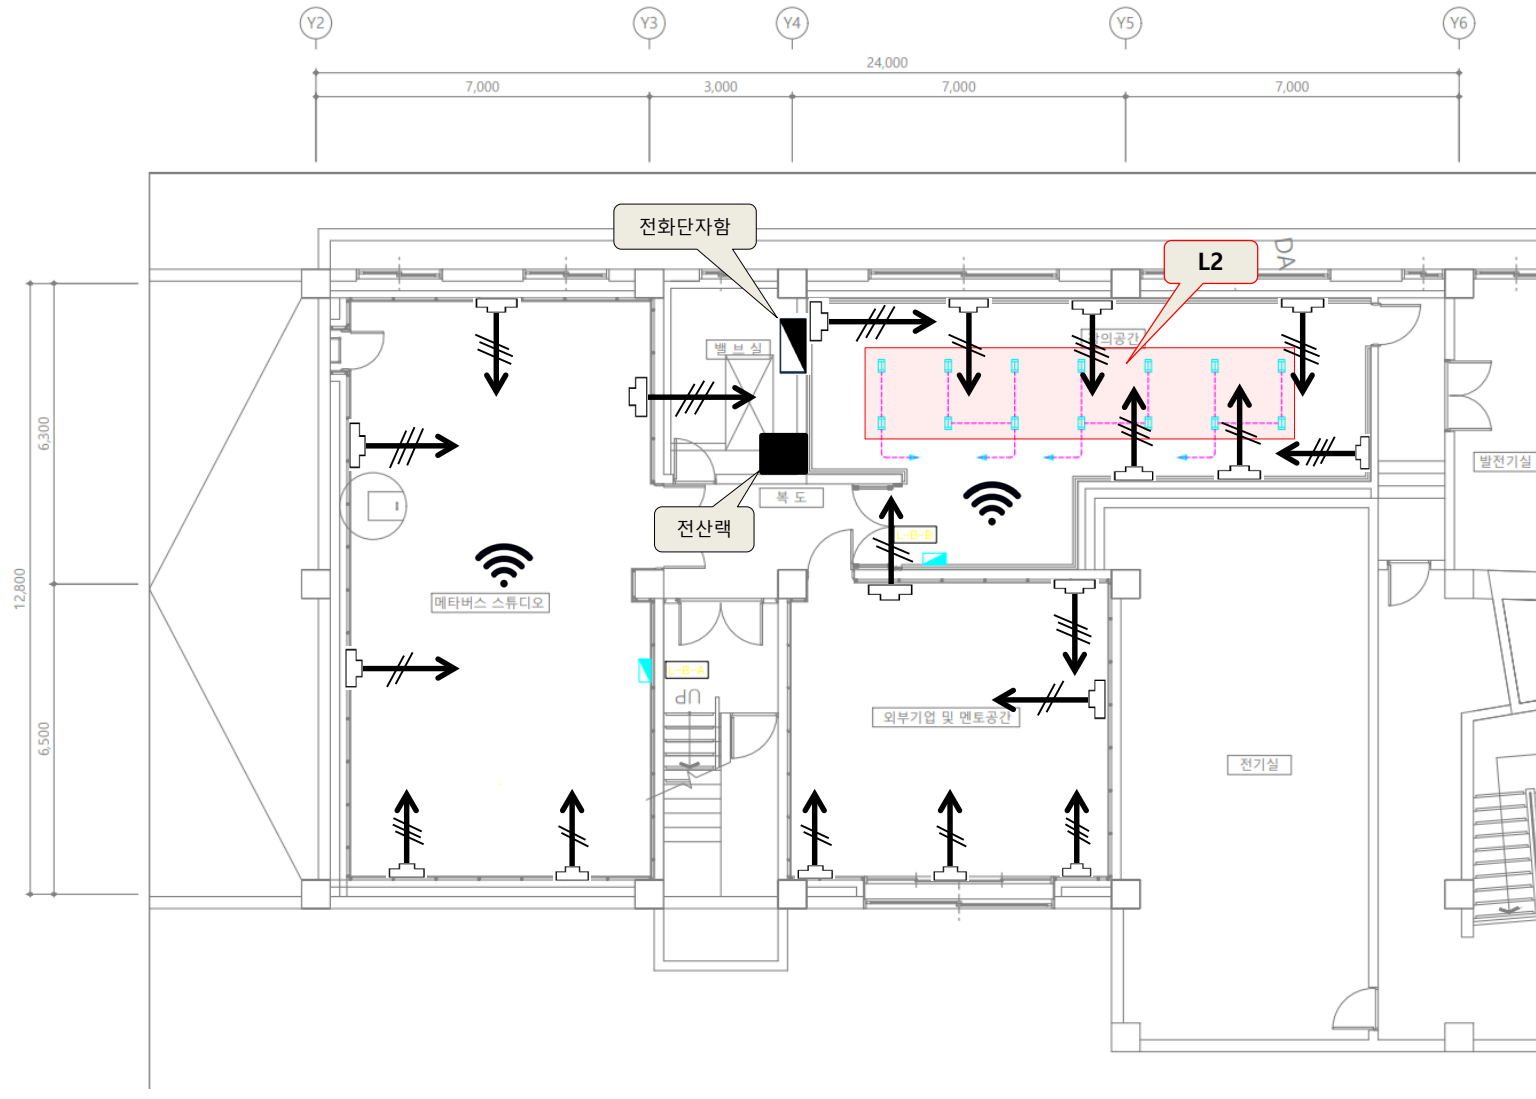 Y2
Y3
Y4
Y5
Y6
24,000
7,000
3,000
7,000
7,000
전화단자함
L2
DA
밸 브 실
의공간
6,300
12,800
6,500
발전기실
복 도
전산랙
L-B-B
메타버스 스튜디오
L-B-A
UP
외부기업 및 멘토공간
전기실